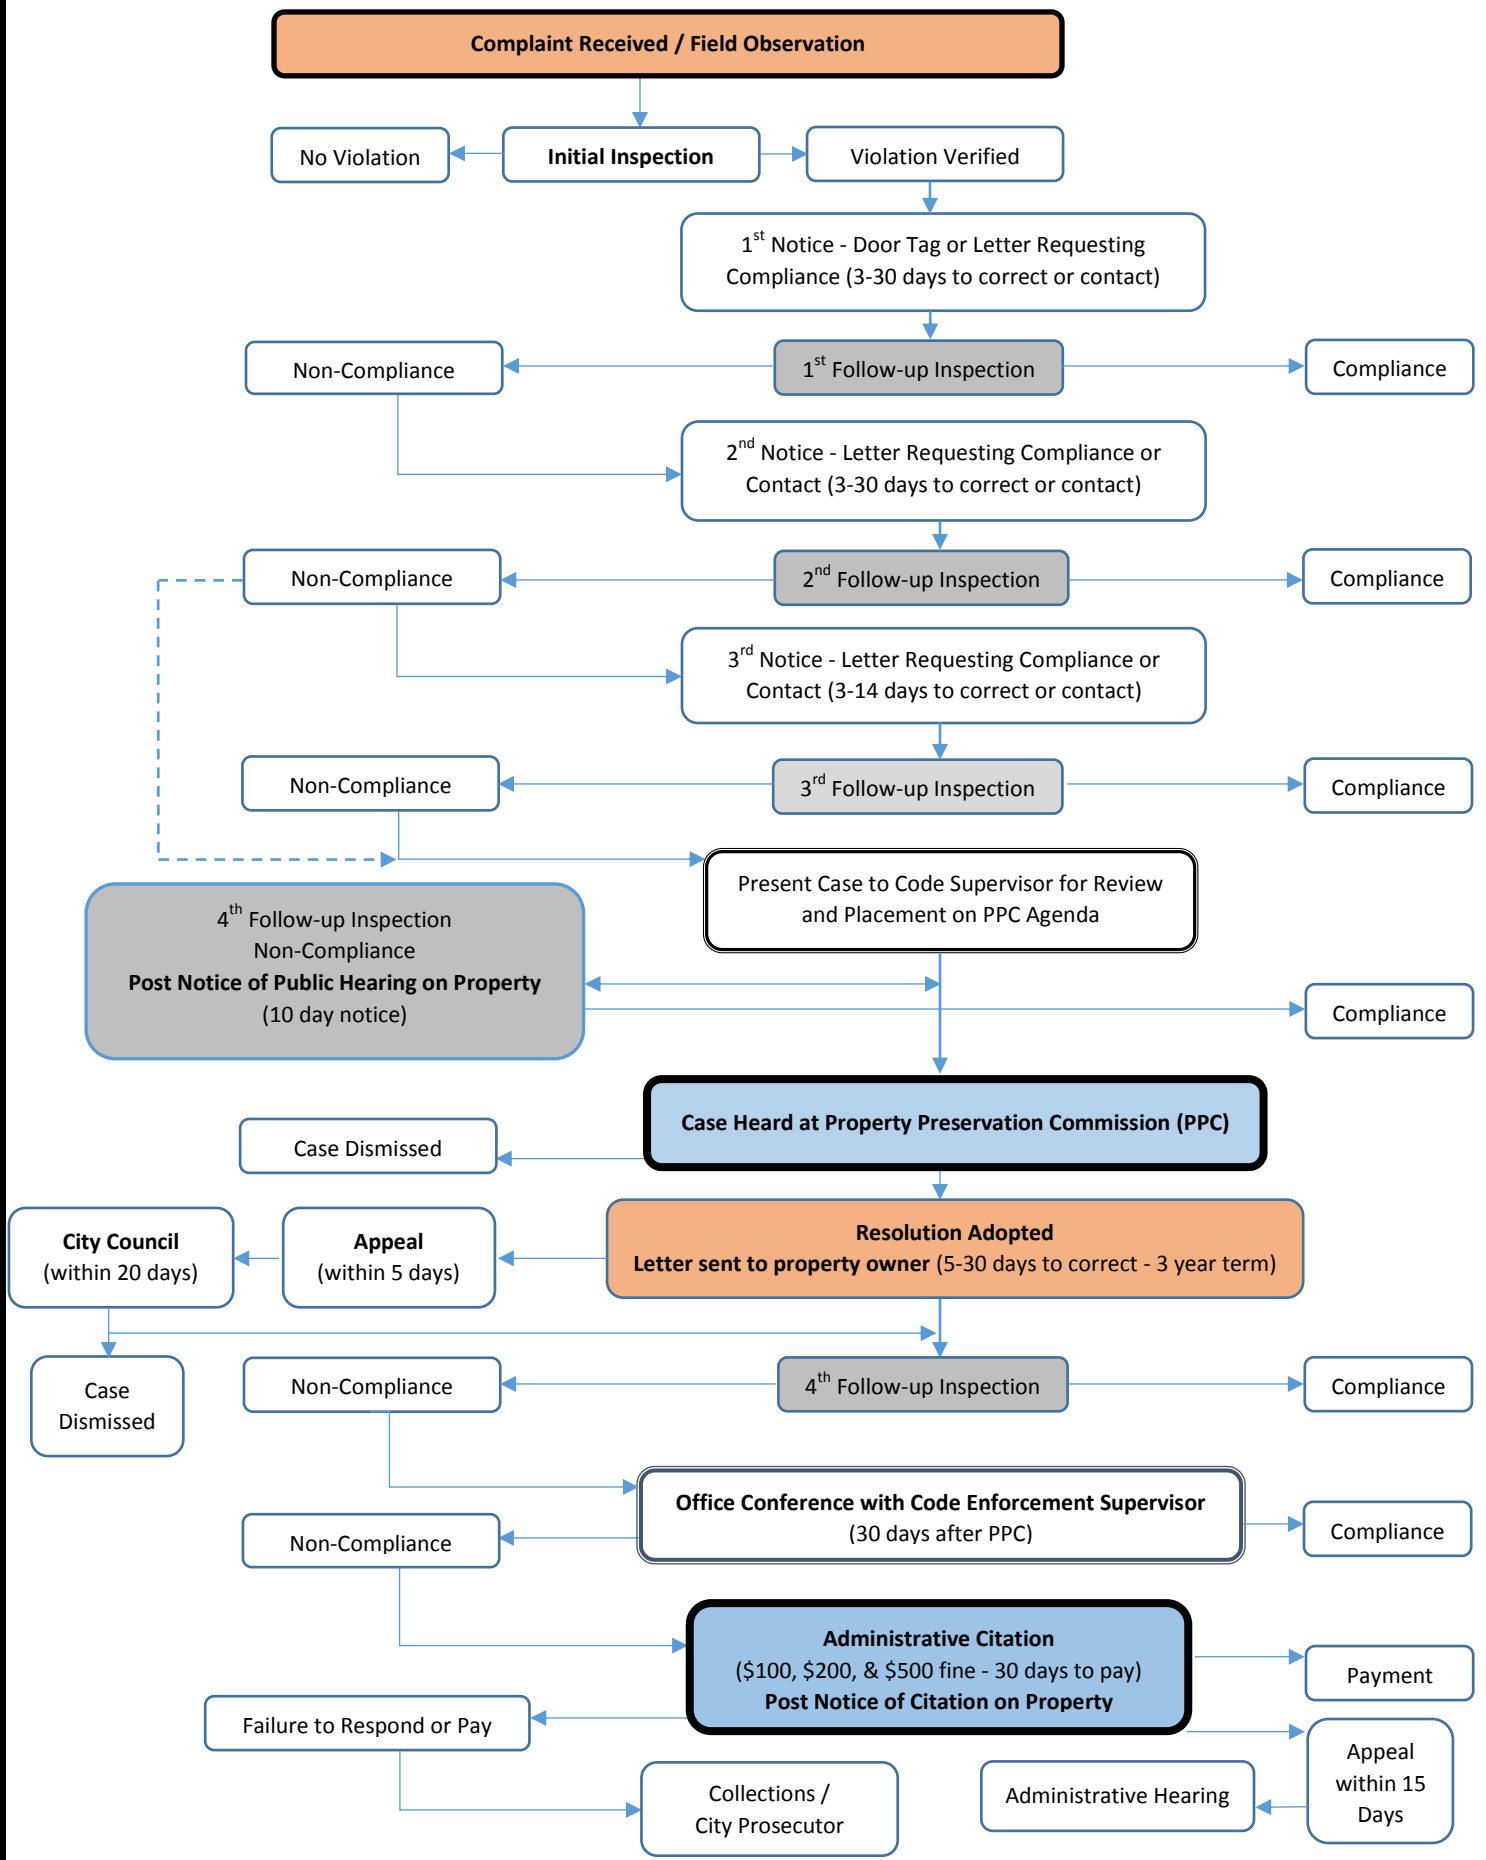 Complaint Received / Field Observation
No Violation
Initial Inspection
Violation Verified
1st Notice - Door Tag or Letter Requesting
Compliance (3-30 days to correct or contact)
Non-Compliance
1st Follow-up Inspection
Compliance
2nd Notice - Letter Requesting Compliance or
Contact (3-30 days to correct or contact)
Non-Compliance
2nd Follow-up Inspection
Compliance
3rd Notice - Letter Requesting Compliance or
Contact (3-14 days to correct or contact)
Non-Compliance
3rd Follow-up Inspection
Compliance
Present Case to Code Supervisor for Review
and Placement on PPC Agenda
4th Follow-up Inspection
Non-Compliance
Post Notice of Public Hearing on Property
(10 day notice)
Compliance
Case Heard at Property Preservation Commission (PPC)
Case Dismissed
City Council
(within 20 days)
Appeal
(within 5 days)
Resolution Adopted
Letter sent to property owner (5-30 days to correct - 3 year term)
Case
Dismissed
Non-Compliance
4th Follow-up Inspection
Compliance
Office Conference with Code Enforcement Supervisor
(30 days after PPC)
Non-Compliance
Compliance
Administrative Citation
($100, $200, & $500 fine - 30 days to pay)
Post Notice of Citation on Property
Payment
Failure to Respond or Pay
Appeal
within 15
Days
Administrative Hearing
Collections /
City Prosecutor